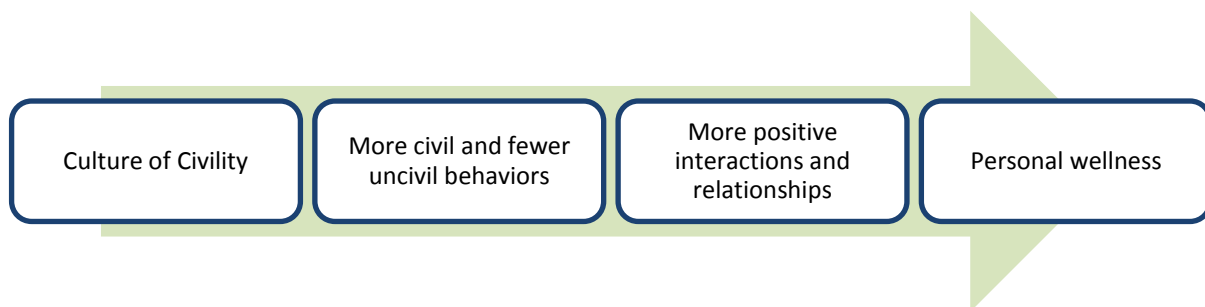 Culture of Civility
More civil and fewer
uncivil behaviors
More positive
interactions and
relationships
Personal wellness